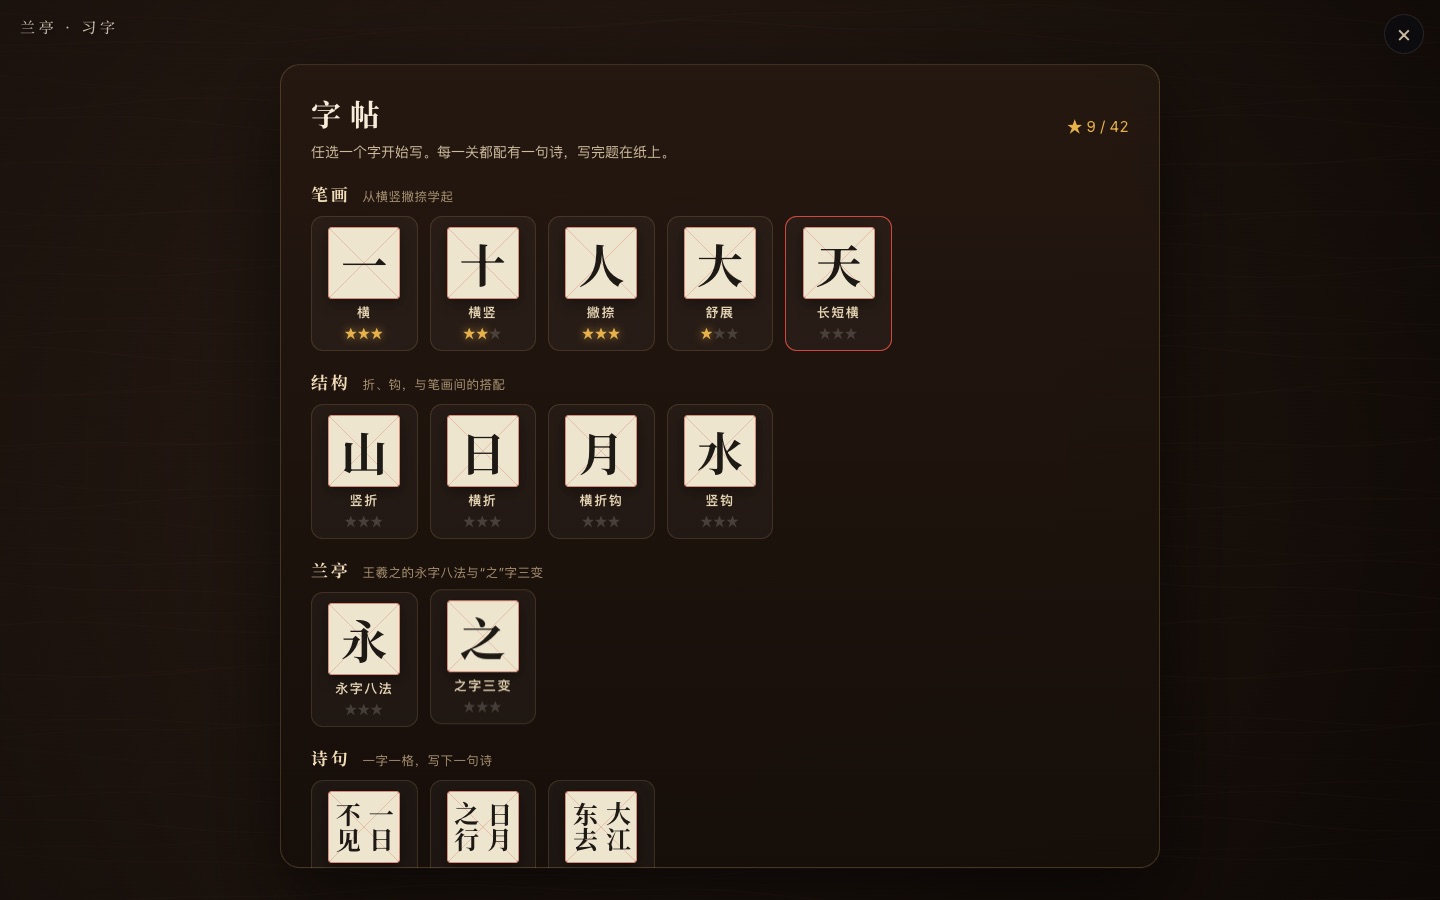 兰亭 · 习字
字帖
★ 9 / 42
任选一个字开始写。每一关都配有一句诗，写完题在纸上。
笔画 从横竖撇捺学起
一 十 人 大 天
横 横竖 撇捺 舒展 长短横
结构 折、钩，与笔画间的搭配
山 日 月 水
竖折 横折 横折钩 竖钩
兰亭 王羲之的永字八法与“之”字三变
永 之
永字八法 之字三变
诗句 一字一格，写下一句诗
一日不见 日月之行 大江东去